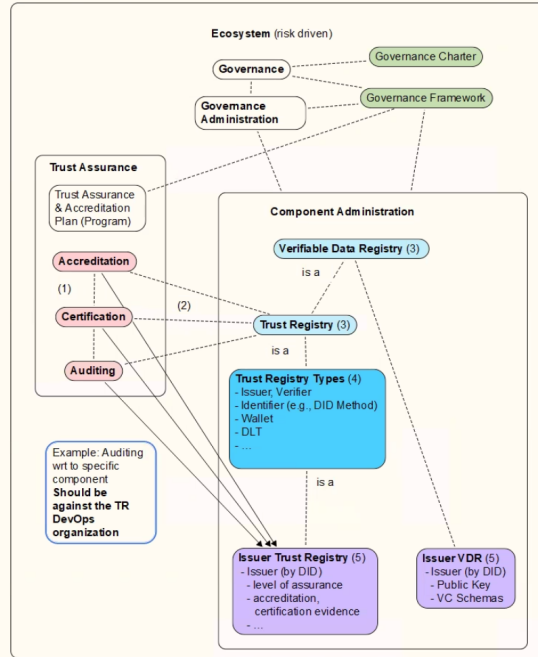 Ecosystem (risk driven)
Governance Charter
Governance
Governance Framework
Governance
Administration
Trust Assurance
Trust Assurance
& Accreditation
Plan (Program)
Accreditation
(1)
(2)
Certification
Auditing
Component Administration
Verifiable Data Registry (3)
is a
Trust Registry (3)
is a
Trust Registry Types (4)
- Issuer, Verifier
- Identifier (e.g., DID Method)
- Wallet
- DLT
- ...
is a
Example: Auditing
wrt to specific
component
Should be
against the TR
DevOps
organization
Issuer Trust Registry (5)
- Issuer (by DID)
- level of assurance
- accreditation,
certification evidence
- ...
Issuer VDR (5)
- Issuer (by DID)
- Public Key
- VC Schemas